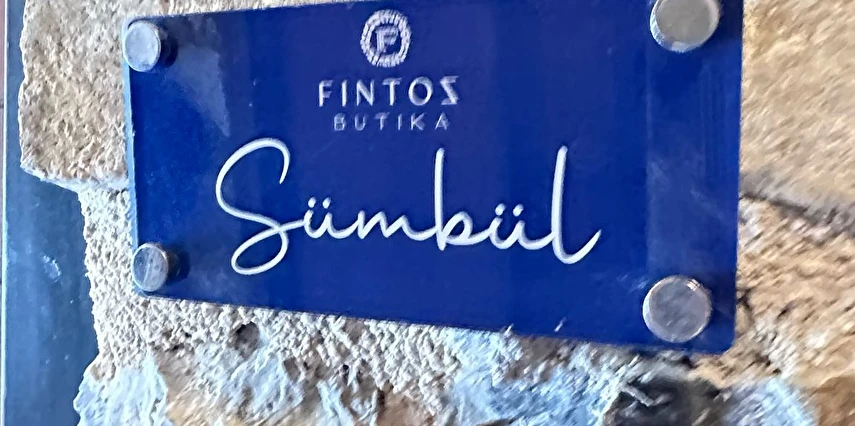 F
FINTOS
BUTIKA
Sümbül